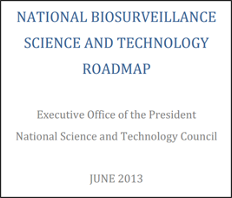 NATIONAL BIOSURVEILLANCE
SCIENCE AND TECHNOLOGY
ROADMAP
Executive Office of the President
National Science and Technology Council
JUNE 2013